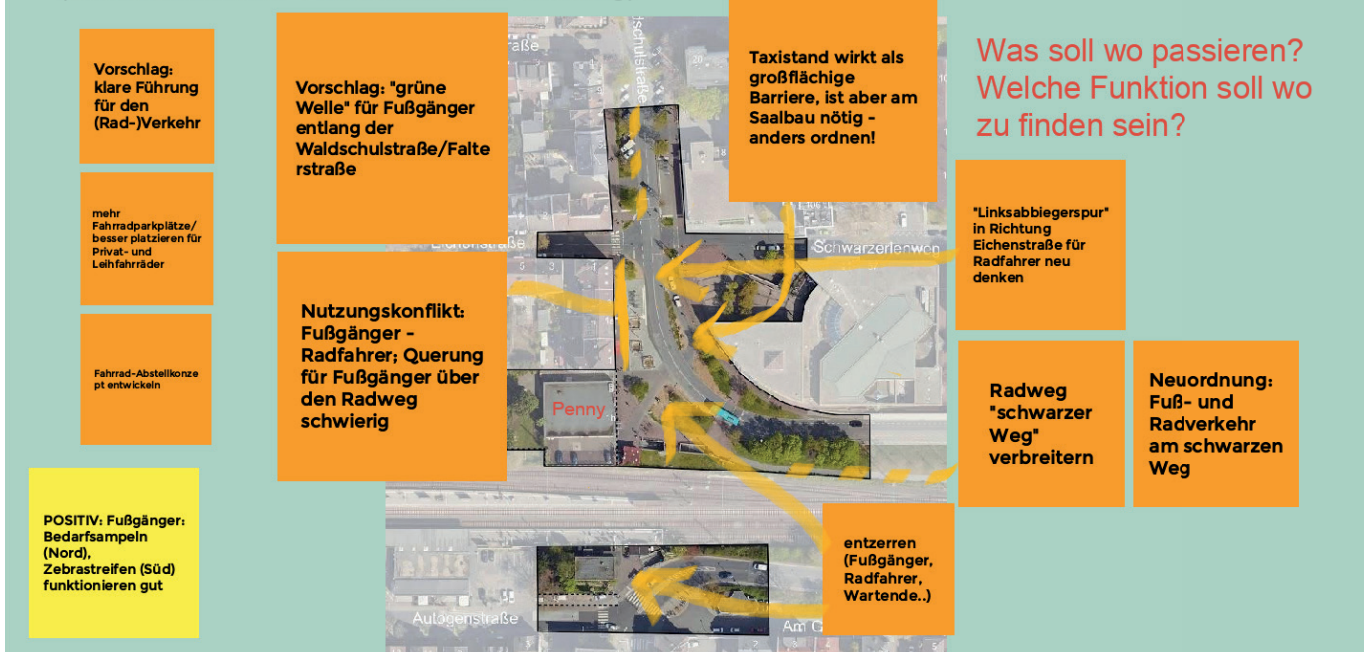 Vorschlag:
klare Führung
für den
(Rad-)Verkehr
mehr
Fahrradparkplätze/
besser platzieren für
Privat- und
Leihfahrräder
Fahrrad-Abstellkonze
pt entwickeln
POSITIV: Fußgänger:
Bedarfsampeln
(Nord),
Zebrastreifen (Süd)
funktionieren gut
Vorschlag: "grüne
Welle" für Fußgänger
entlang der
Waldschulstraße/Falte
rstraße
Nutzungskonflikt:
Fußgänger -
Radfahrer; Querung
für Fußgänger über
den Radweg
schwierig
Taxistand wirkt als
großflächige
Barriere, ist aber am
Saalbau nötig -
anders ordnen!
Was soll wo passieren?
Welche Funktion soll wo
zu finden sein?
"Linksabbiegerspur"
in Richtung
Eichenstraße für
Radfahrer neu
denken
Radweg
"schwarzer
Weg"
verbreitern
Neuordnung:
Fuß- und
Radverkehr
am schwarzen
Weg
entzerren
(Fußgänger,
Radfahrer,
Wartende..)
Eichenstraße
Schwarzerlenweg
Penny
Autogenstraße
Am